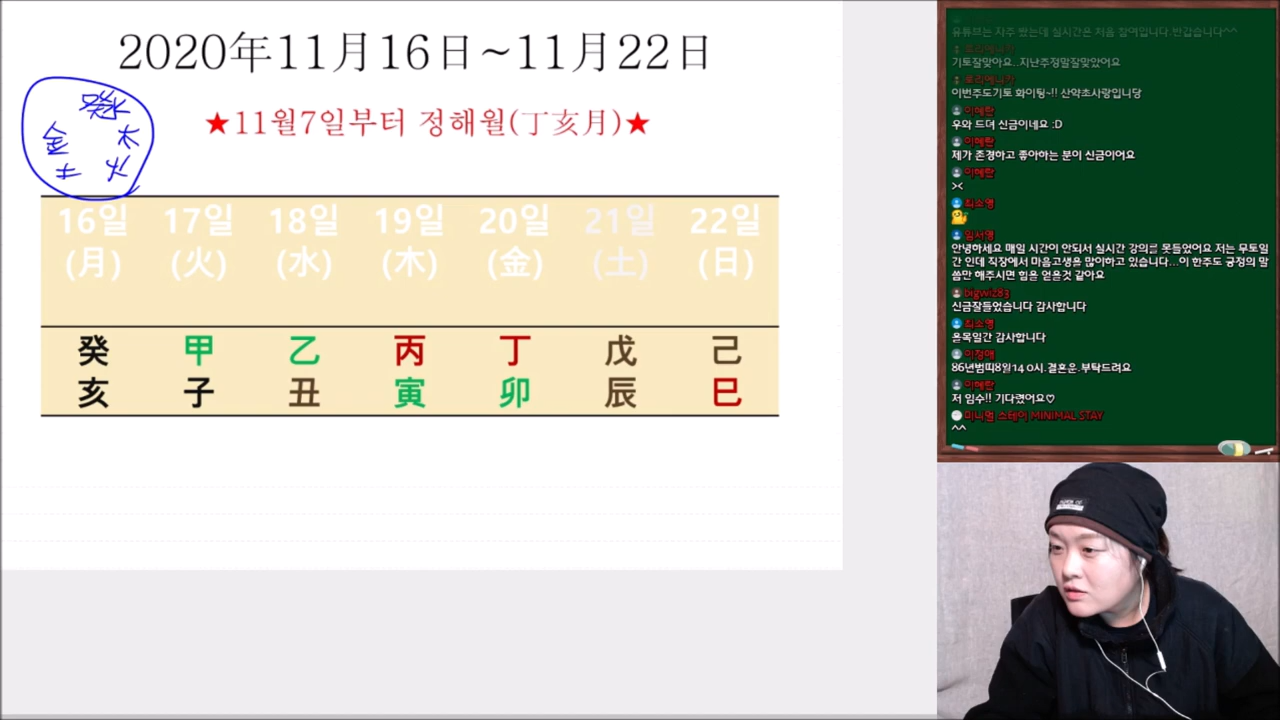 2020年11月16日~11月22日
★11월7일부터 정해월(丁亥月)★
癸水
金 木
土 火
16일 17일 18일 19일 20일 21일 22일
(月) (火) (水) (木) (金) (土) (日)
癸 甲 乙 丙 丁 戊 己
亥 子 丑 寅 卯 辰 巳
유튜브는 자주 봤는데 실시간은 처음 참여입니다.반갑습니다^^
기토잘맞아요..지난주정말잘맞았어요
이번주도기토 화이팅~!! 산약초사랑입니당
이혜란
우와 드뎌 신금이네요 :D
이혜란
제가 존경하고 좋아하는 분이 신금이어요
이혜란
><
최소영
임서영
안녕하세요 매일 시간이 안되서 실시간 강의를 못들었어요 저는 무토일
간 인데 직장에서 마음고생을 많이하고 있습니다...이 한주도 긍정의 말
씀만 해주시면 힘을 얻을것 같아요
bigwiz83
신금잘들었습니다 감사합니다
최소영
을목일간 감사합니다
이경애
86년범띠8월14 0시.결혼운.부탁드려요
이혜란
저 임수!! 기다렸어요♡
미니멀 스테이 MINIMAL STAY
^^